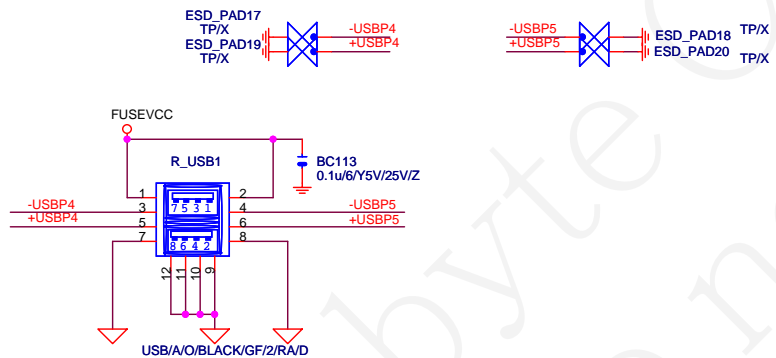 ESD_PAD17
TP/X
ESD_PAD19
TP/X
-USBP4
+USBP4
-USBP5
+USBP5
ESD_PAD18 TP/X
ESD_PAD20 TP/X
FUSEVCC
R_USB1
BC113
0.1u/6/Y5V/25V/Z
1 2
-USBP4 3 7 5 3 1 4 -USBP5
+USBP4 5 6 +USBP5
7 8 6 4 2 8
12 11 10 9
USB/A/O/BLACK/GF/2/RA/D
byte